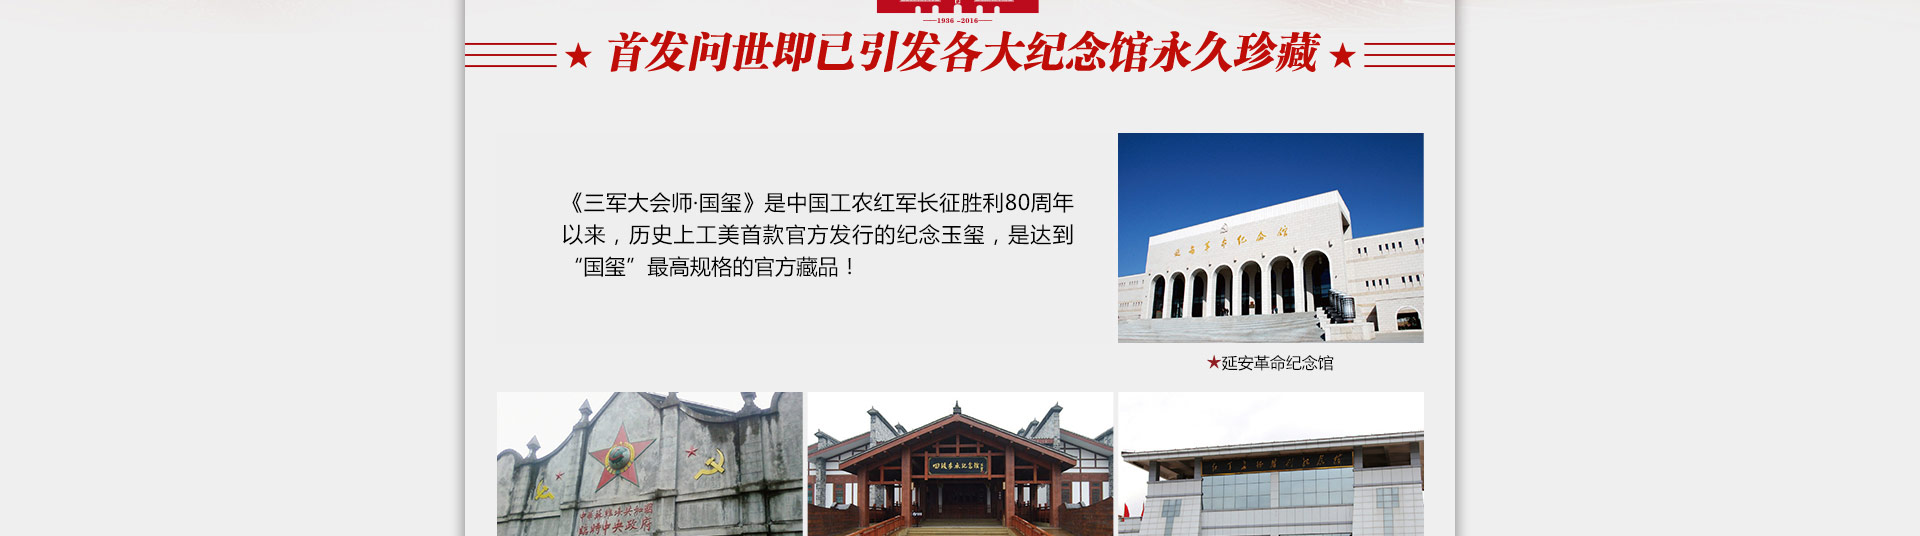 1936 -2016
首发问世即已引发各大纪念馆永久珍藏
《三军大会师·国玺》是中国工农红军长征胜利80周年
以来，历史上工美首款官方发行的纪念玉玺，是达到
“国玺”最高规格的官方藏品！
延安革命纪念馆
延安革命纪念馆
中华苏维埃共和国
临时中央政府
四渡赤水纪念馆